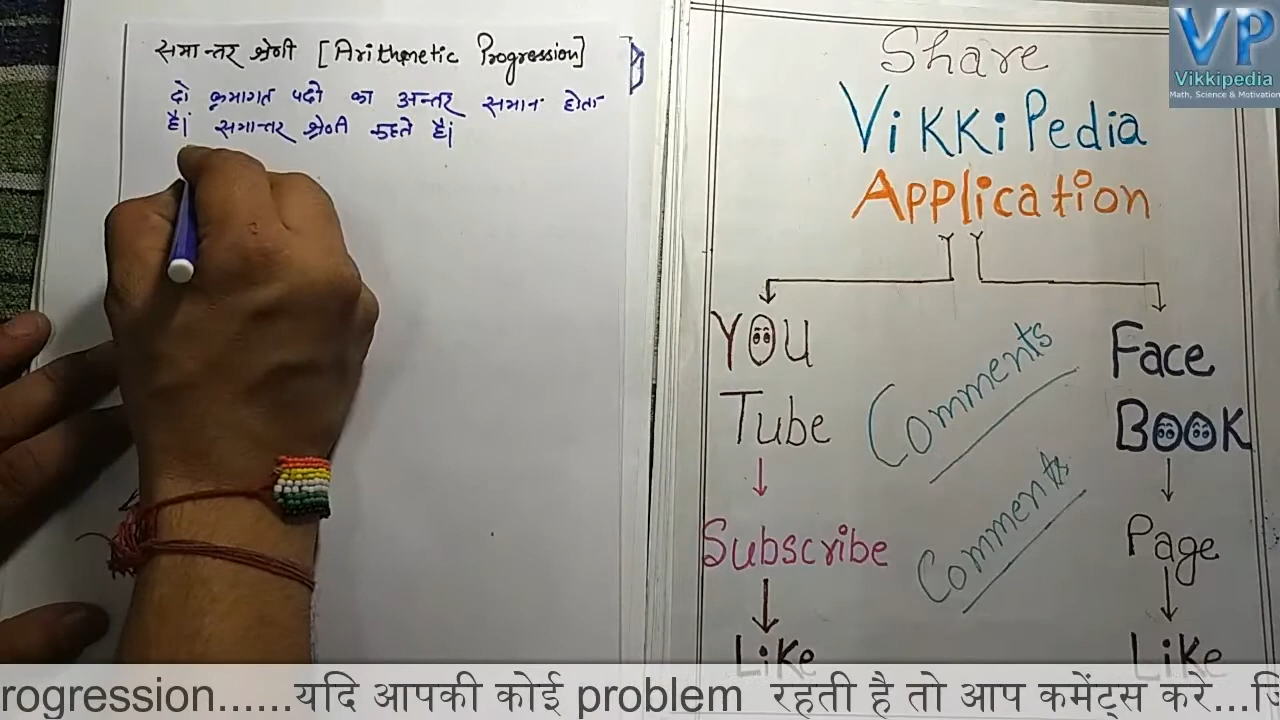 समान्तर श्रेणी [Arithmetic Progression]
दो क्रमागत पदो का अन्तर समान होता
है। समान्तर श्रेणी कहते है।
Share
VikkiPedia
Application
YOU
Tube
Subscribe
Like
Comments
Comments
Face
BOOK
Page
Like
VP
Vikkipedia
Math, Science & Motivation
rogression......यदि आपकी कोई problem रहती है तो आप कमेंट्स करे...